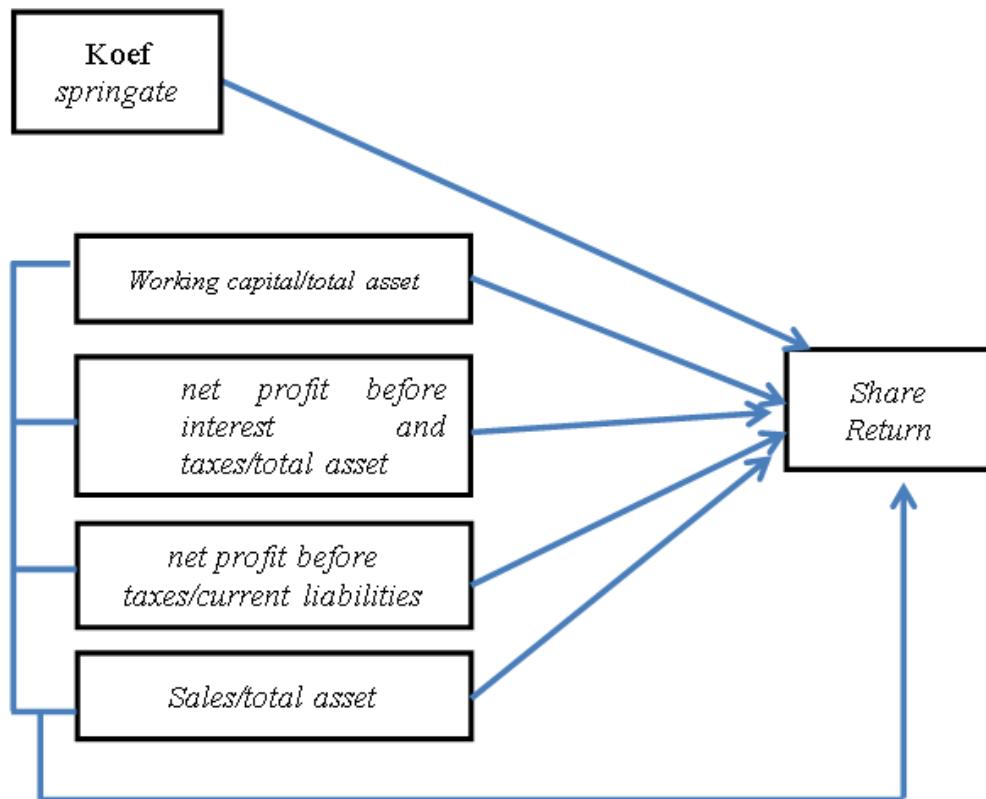 Koef
springate
Working capital/total asset
net profit before
interest and
taxes/total asset
net profit before
taxes/current liabilities
Sales/total asset
Share
Return